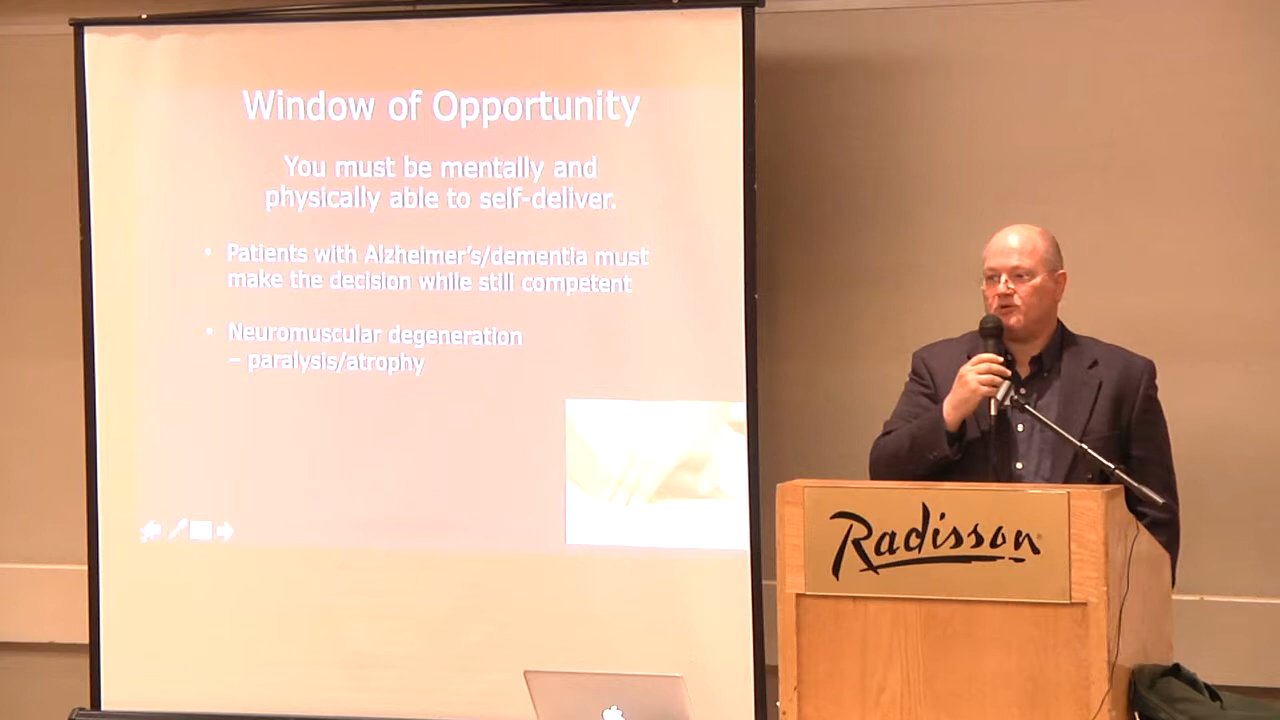 Window of Opportunity
You must be mentally and
physically able to self-deliver.
• Patients with Alzheimer's/dementia must
make the decision while still competent
• Neuromuscular degeneration
– paralysis/atrophy
Radisson